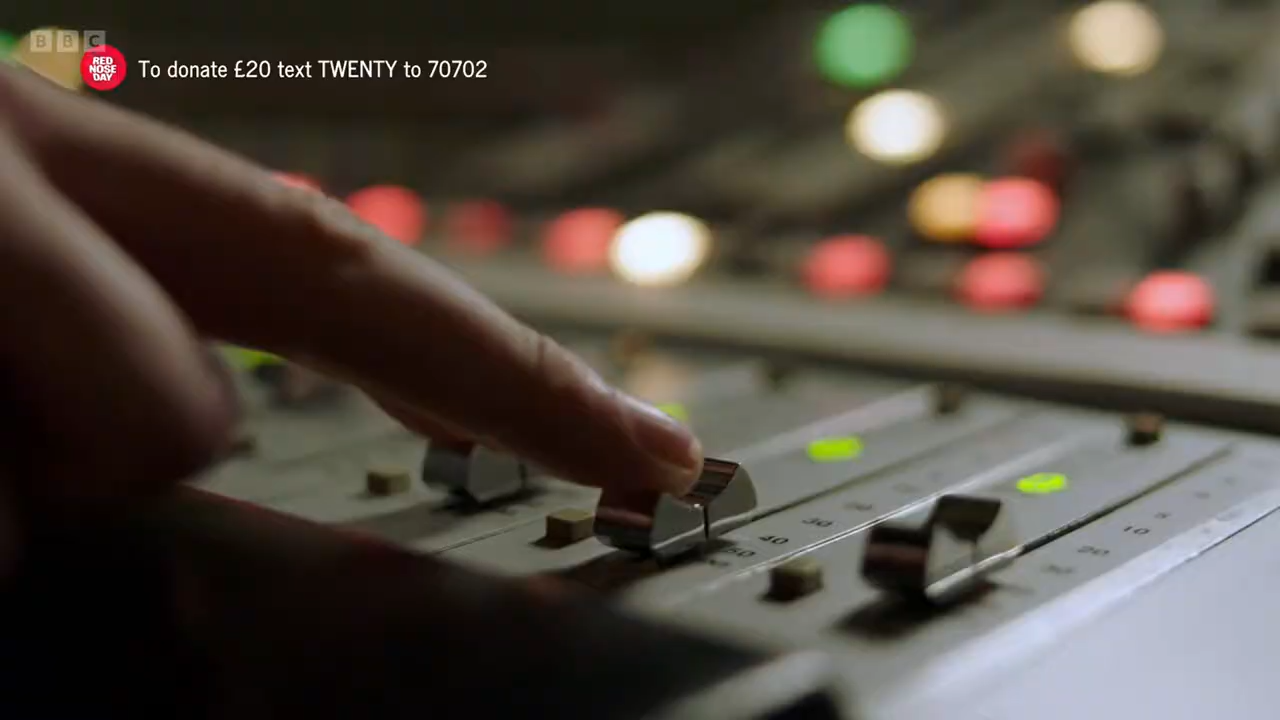 BBC
RED
NOSE
DAY
To donate £20 text TWENTY to 70702
30
40
50
10
20